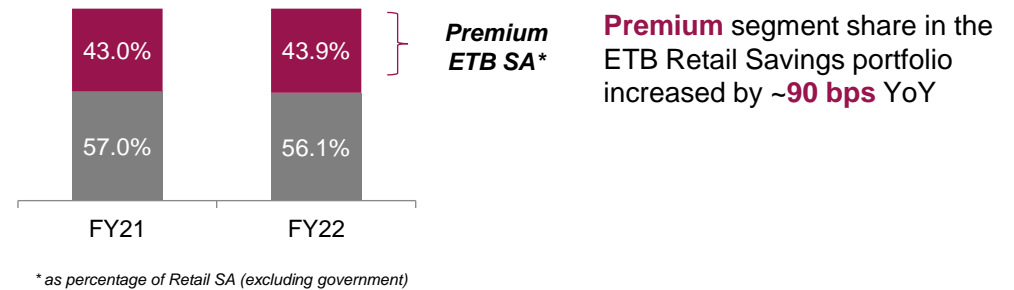 43.0%
43.9%
57.0%
56.1%
FY21
FY22
Premium
ETB SA*
Premium segment share in the
ETB Retail Savings portfolio
increased by ~90 bps YoY
* as percentage of Retail SA (excluding government)